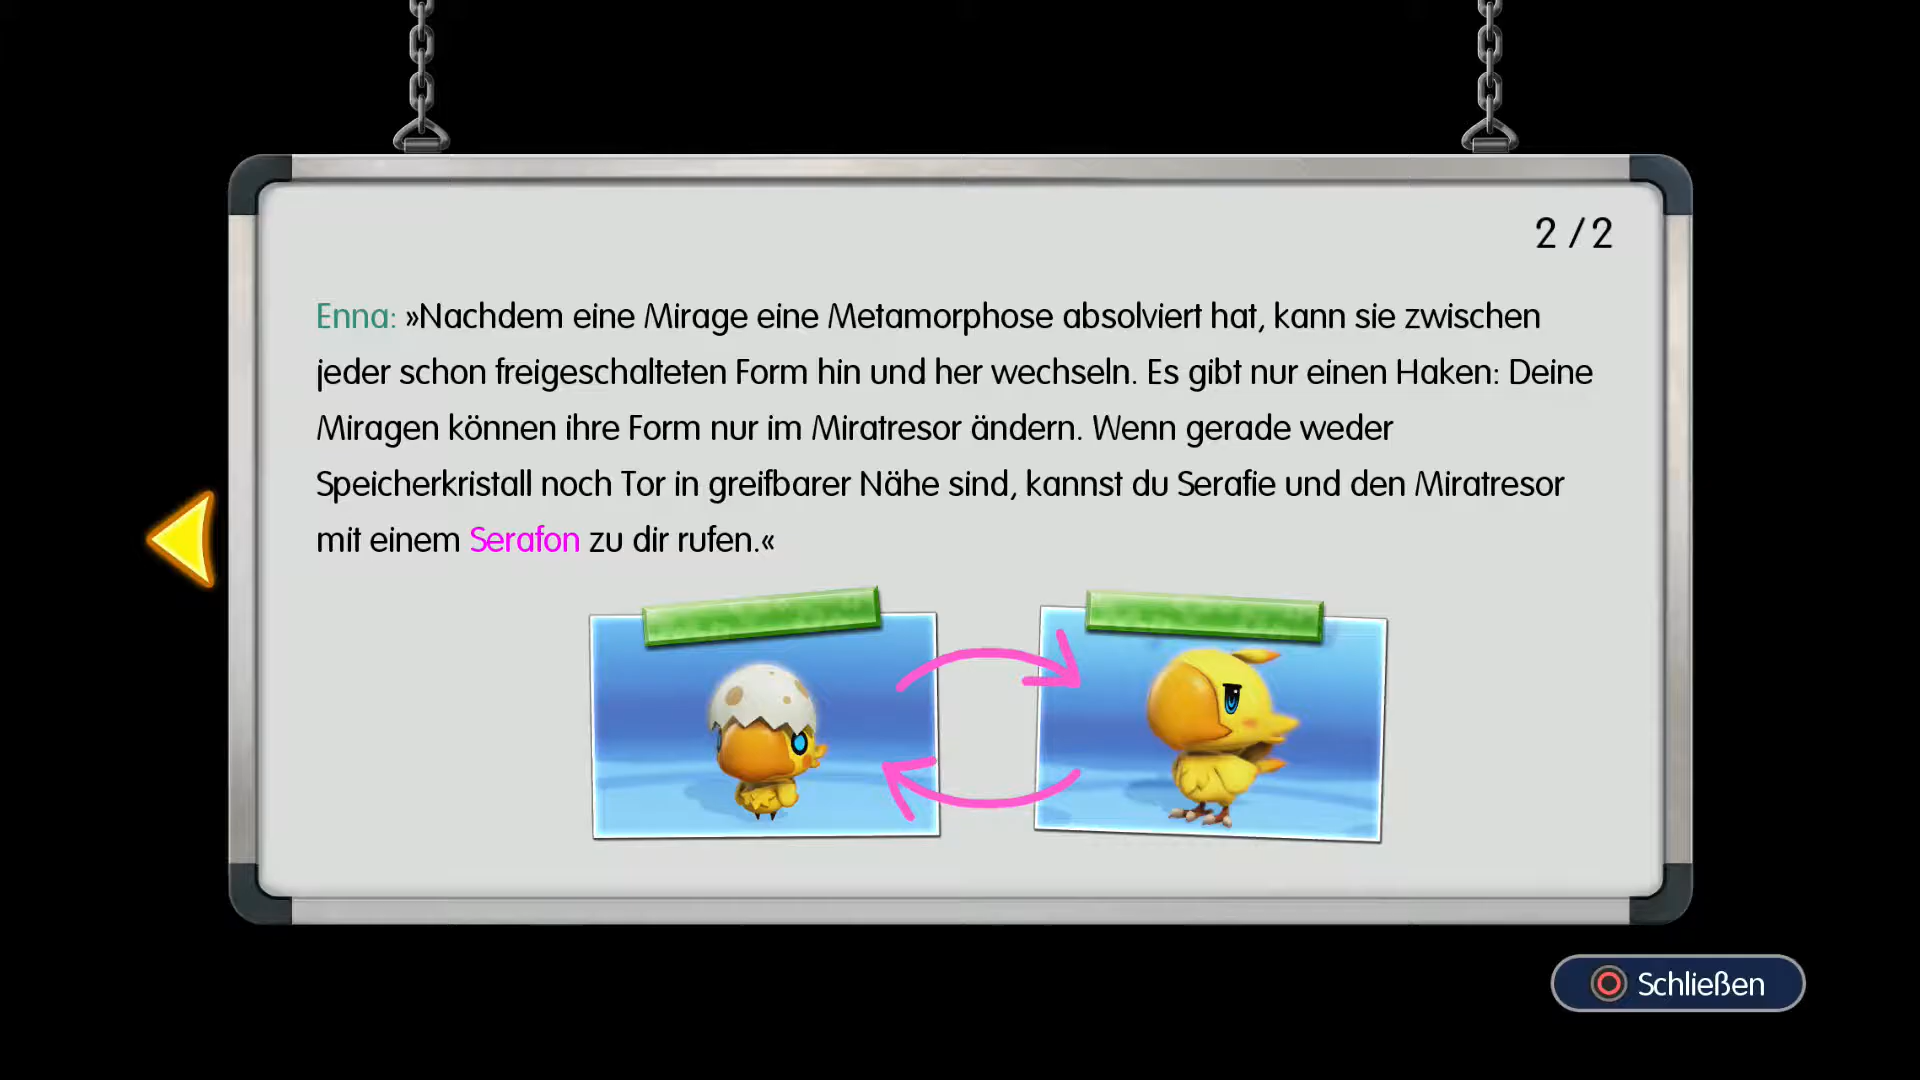 2/2
Enna: »Nachdem eine Mirage eine Metamorphose absolviert hat, kann sie zwischen
jeder schon freigeschalteten Form hin und her wechseln. Es gibt nur einen Haken: Deine
Miragen können ihre Form nur im Miratresor ändern. Wenn gerade weder
Speicherkristall noch Tor in greifbarer Nähe sind, kannst du Serafie und den Miratresor
mit einem Serafon zu dir rufen.«
Schließen